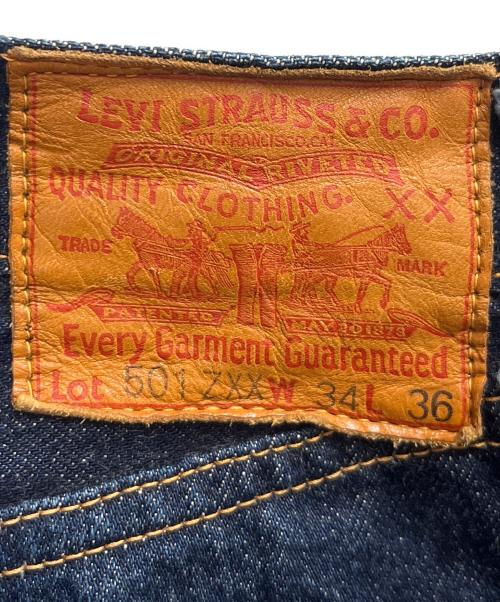 LEVI STRAUSS & CO.
SAN FRANCISCO, CAL.
ORIGINAL RIVETED
QUALITY CLOTHING.
XX
TRADE MARK
PATENTED MAY 20 1873
Every Garment Guaranteed
Lot 501 ZXX W 34 L 36